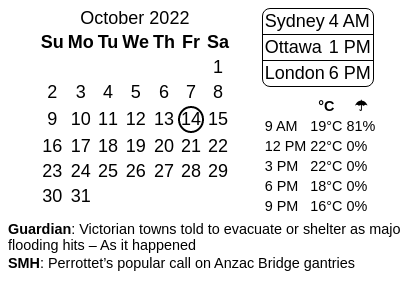 October 2022
Su Mo Tu We Th Fr Sa
1
2 3 4 5 6 7 8
9 10 11 12 13 14 15
16 17 18 19 20 21 22
23 24 25 26 27 28 29
30 31
Sydney 4 AM
Ottawa 1 PM
London 6 PM
°C ☂
9 AM 19°C 81%
12 PM 22°C 0%
3 PM 22°C 0%
6 PM 18°C 0%
9 PM 16°C 0%
Guardian: Victorian towns told to evacuate or shelter as majo
flooding hits – As it happened
SMH: Perrottet’s popular call on Anzac Bridge gantries